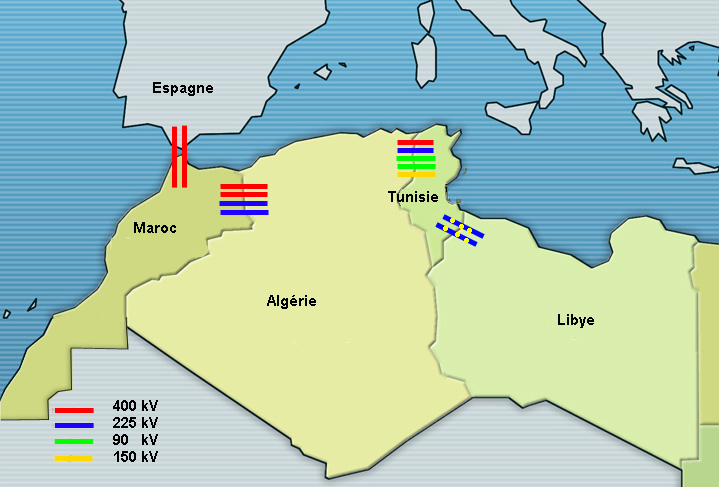 Espagne
Tunisie
Maroc
Algérie
Libye
400 kV
225 kV
90 kV
150 kV